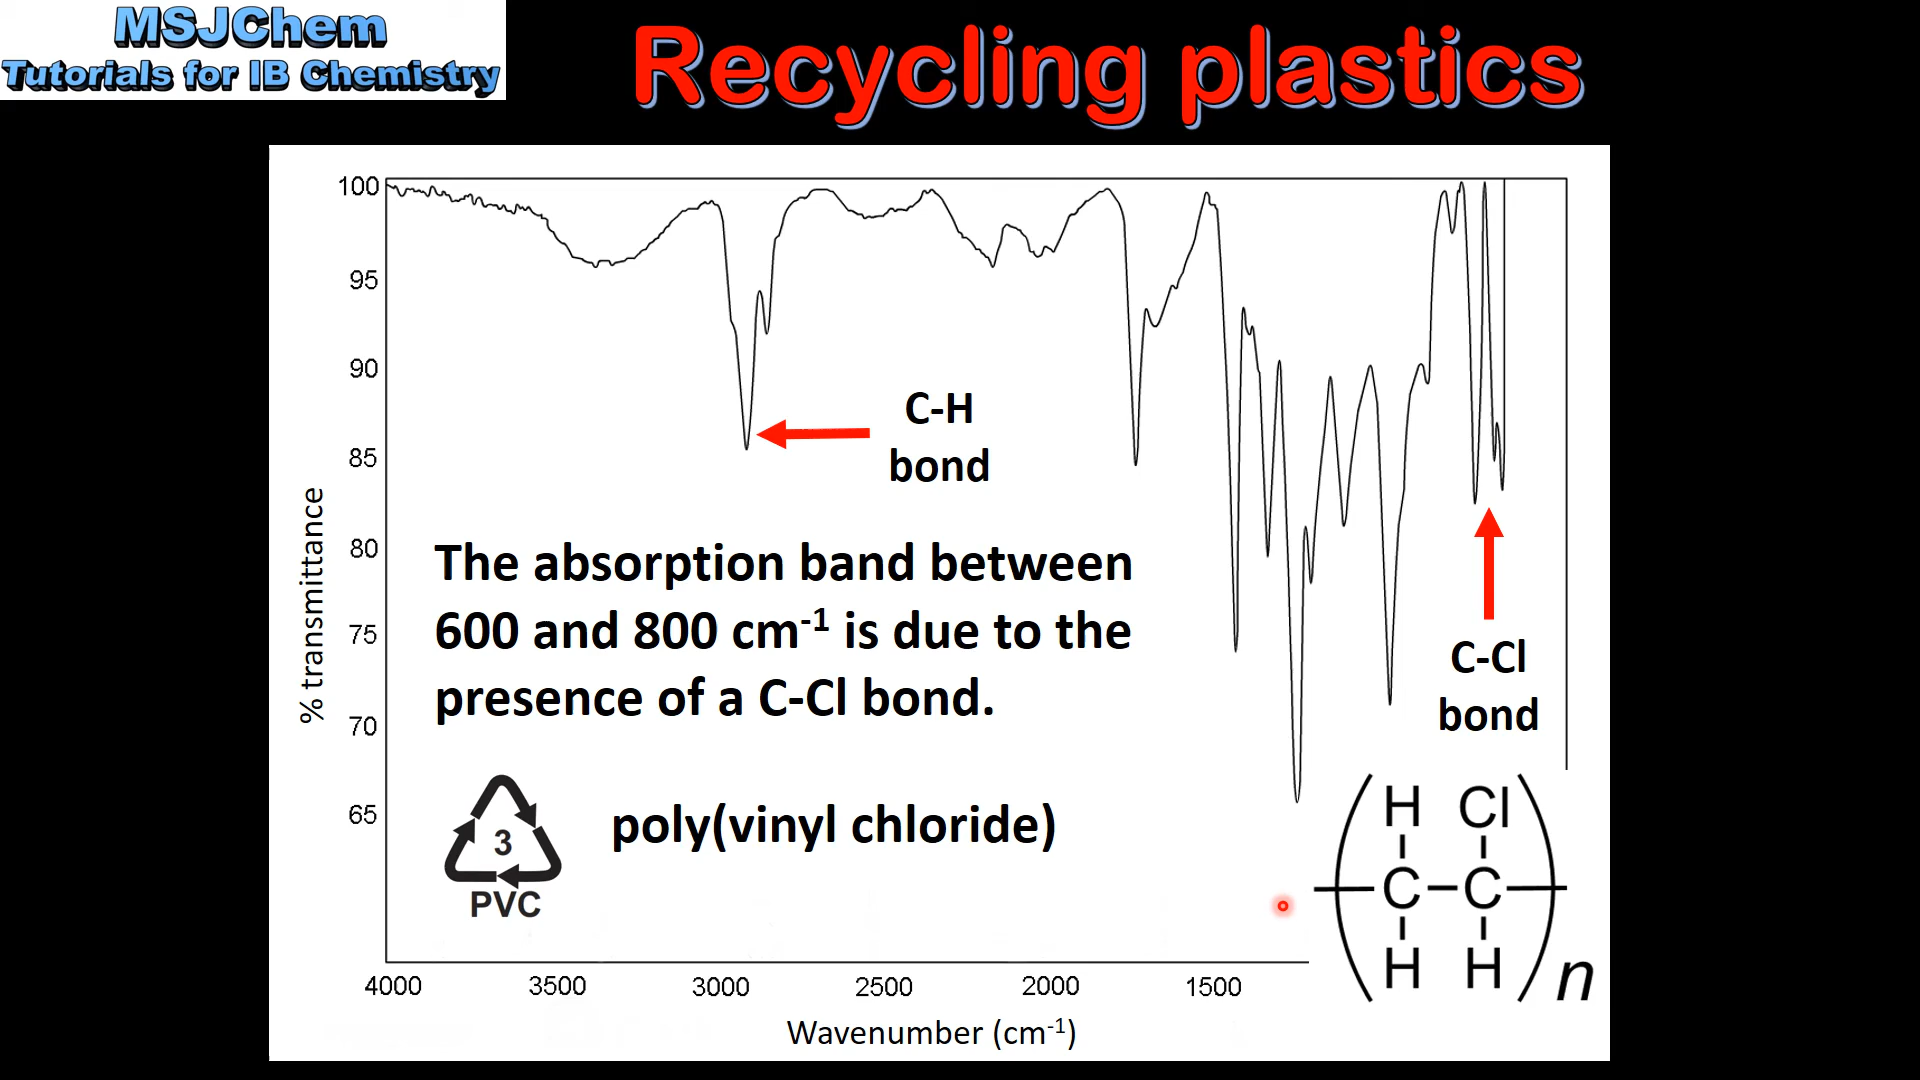 MSJChem
Tutorials for IB Chemistry
Recycling plastics
100
95
90
85
80
75
70
65
% transmittance
C-H
bond
The absorption band between
600 and 800 cm⁻¹ is due to the
presence of a C-Cl bond.
C-Cl
bond
3
PVC
poly(vinyl chloride)
H Cl
C C
H H
n
4000 3500 3000 2500 2000 1500
Wavenumber (cm⁻¹)